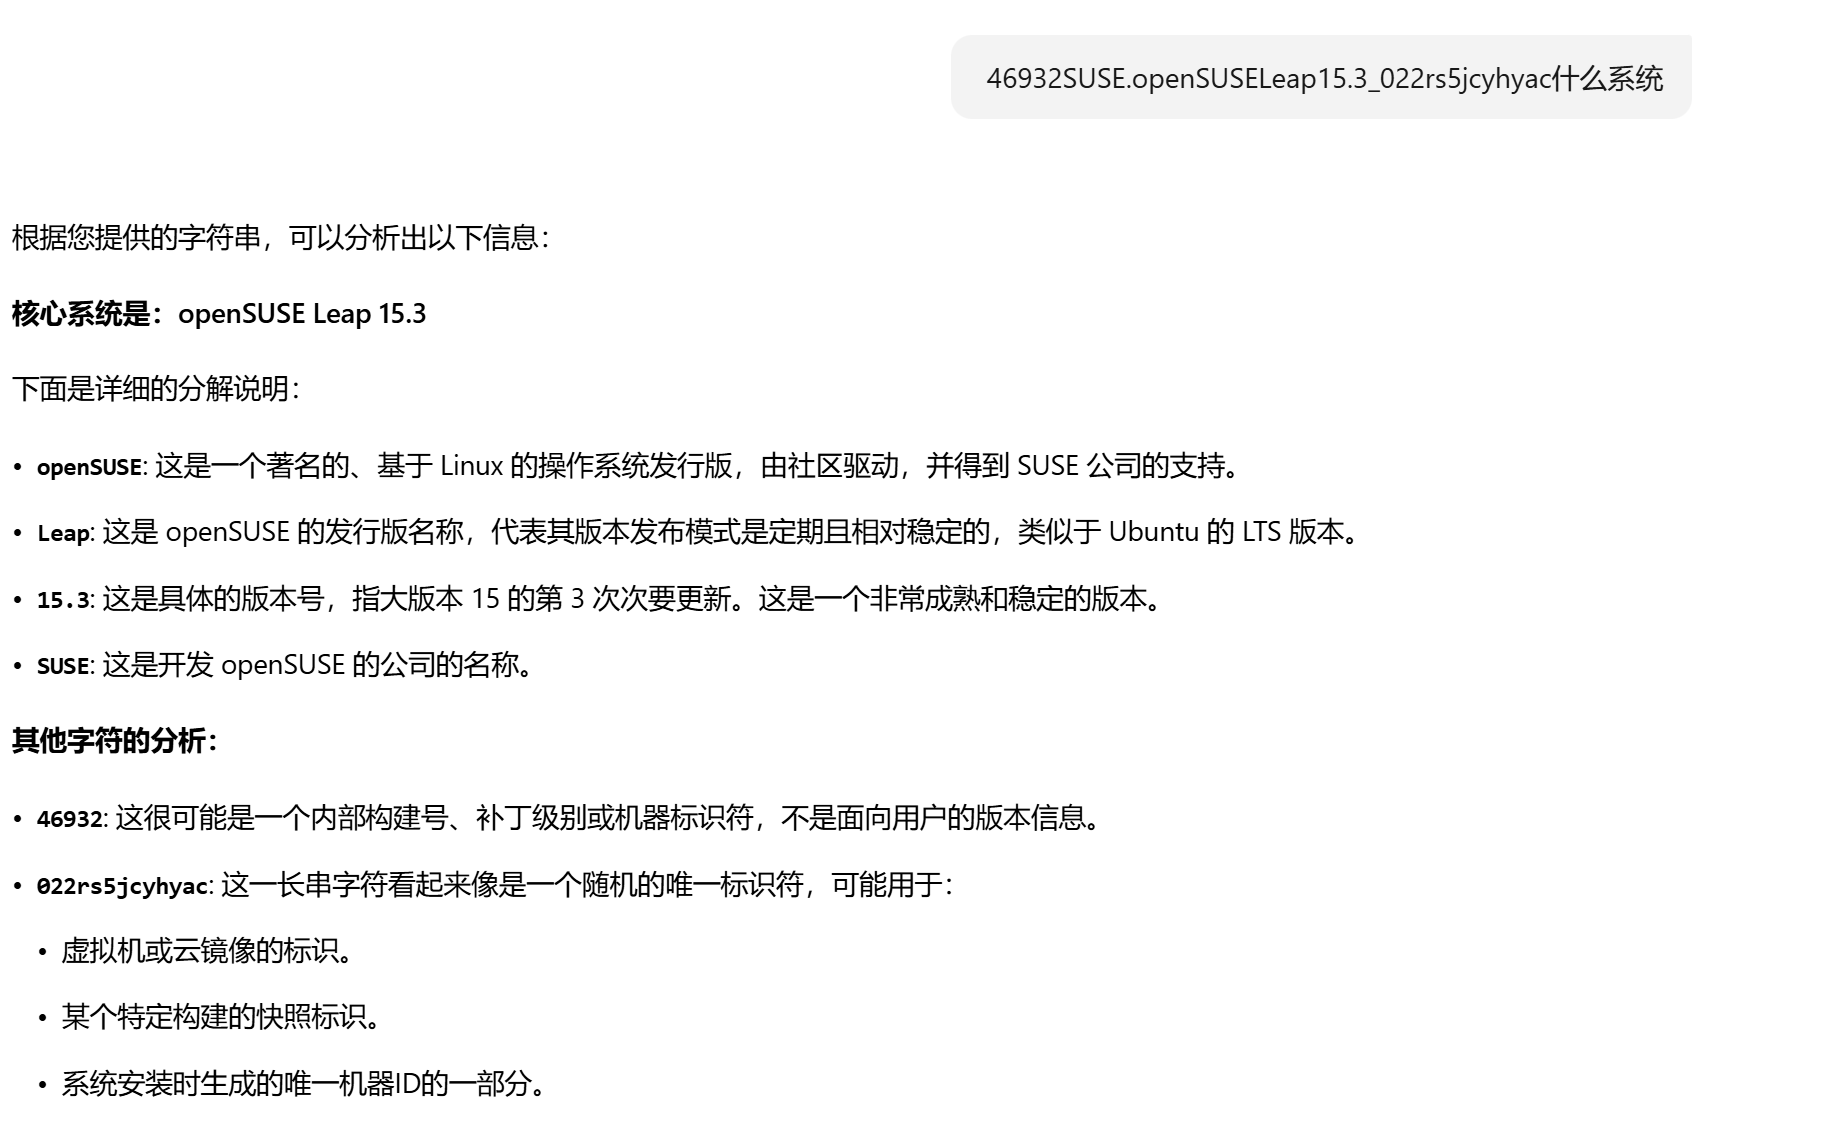 46932SUSE.openSUSELeap15.3_022rs5jcyhyac什么系统
根据您提供的字符串，可以分析出以下信息：
核心系统是：openSUSE Leap 15.3
下面是详细的分解说明：
• openSUSE: 这是一个著名的、基于 Linux 的操作系统发行版，由社区驱动，并得到 SUSE 公司的支持。
• Leap: 这是 openSUSE 的发行版名称，代表其版本发布模式是定期且相对稳定的，类似于 Ubuntu 的 LTS 版本。
• 15.3: 这是具体的版本号，指大版本 15 的第 3 次次要更新。这是一个非常成熟和稳定的版本。
• SUSE: 这是开发 openSUSE 的公司的名称。
其他字符的分析：
• 46932: 这很可能是一个内部构建号、补丁级别或机器标识符，不是面向用户的版本信息。
• 022rs5jcyhyac: 这一长串字符看起来像是一个随机的唯一标识符，可能用于：
• 虚拟机或云镜像的标识。
• 某个特定构建的快照标识。
• 系统安装时生成的唯一机器ID的一部分。